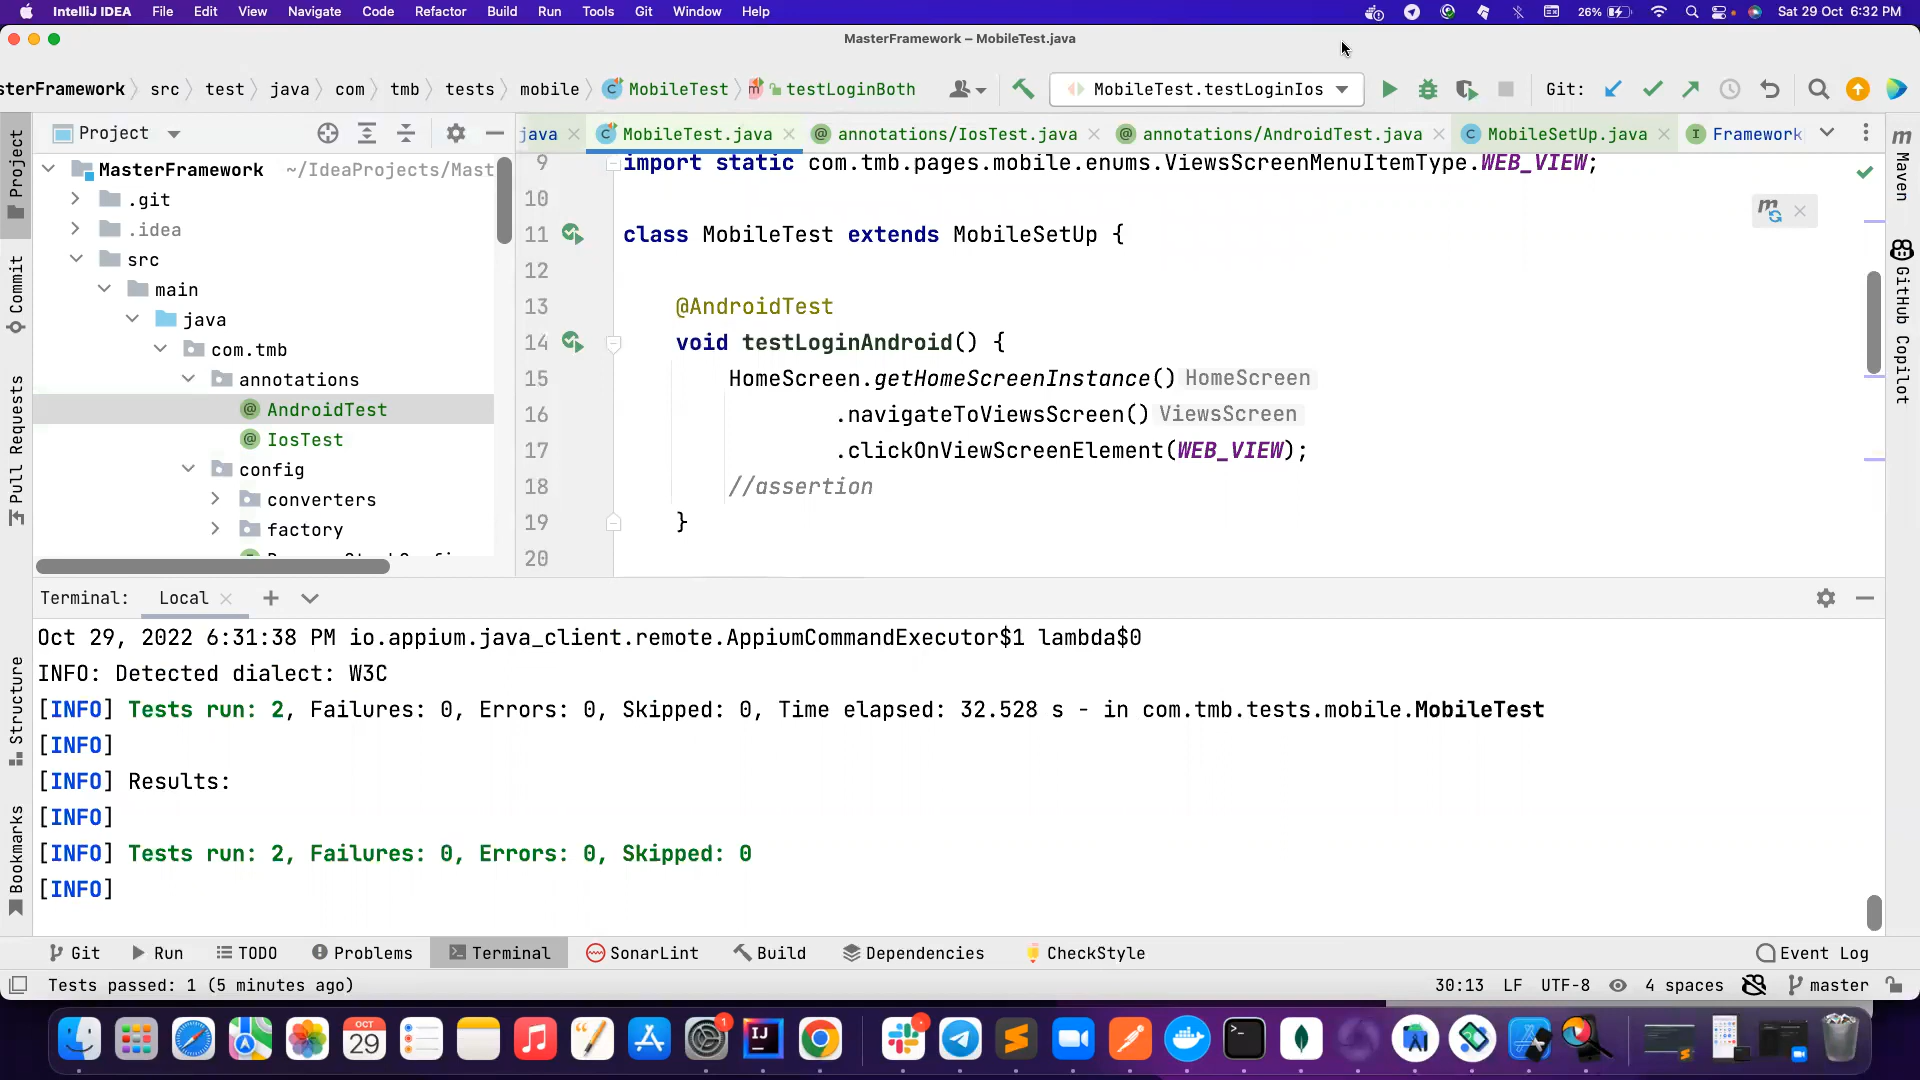 IntelliJ IDEA File Edit View Navigate Code Refactor Build Run Tools Git Window Help 26% Sat 29 Oct 6:32 PM
MasterFramework – MobileTest.java
sterFramework src test java com tmb tests mobile MobileTest testLoginBoth MobileTest.testLoginIos Git:
Project java MobileTest.java annotations/IosTest.java annotations/AndroidTest.java MobileSetUp.java Framework
MasterFramework ~/IdeaProjects/Mast
.git
.idea
src
main
java
com.tmb
annotations
AndroidTest
IosTest
config
converters
factory
9 import static com.tmb.pages.mobile.enums.ViewsScreenMenuItemType.WEB_VIEW;
10
11 class MobileTest extends MobileSetUp {
12
13 @AndroidTest
14 void testLoginAndroid() {
15 HomeScreen.getHomeScreenInstance() HomeScreen
16 .navigateToViewsScreen() ViewsScreen
17 .clickOnViewScreenElement(WEB_VIEW);
18 //assertion
19 }
20
Project
Commit
Pull Requests
Structure
Bookmarks
Maven
GitHub Copilot
Terminal: Local
Oct 29, 2022 6:31:38 PM io.appium.java_client.remote.AppiumCommandExecutor$1 lambda$0
INFO: Detected dialect: W3C
[INFO] Tests run: 2, Failures: 0, Errors: 0, Skipped: 0, Time elapsed: 32.528 s - in com.tmb.tests.mobile.MobileTest
[INFO]
[INFO] Results:
[INFO]
[INFO] Tests run: 2, Failures: 0, Errors: 0, Skipped: 0
[INFO]
Git Run TODO Problems Terminal SonarLint Build Dependencies CheckStyle Event Log
Tests passed: 1 (5 minutes ago) 30:13 LF UTF-8 4 spaces master
OCT
29
1
IJ